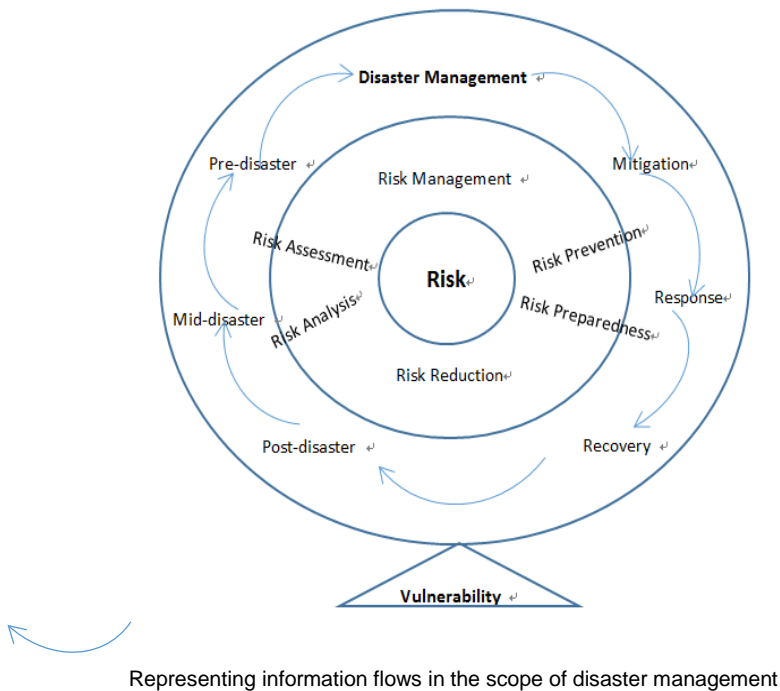 Disaster Management
Pre-disaster
Mitigation
Risk Management
Risk Assessment
Risk Prevention
Risk
Mid-disaster
Risk Analysis
Risk Preparedness
Response
Risk Reduction
Post-disaster
Recovery
Vulnerability
Representing information flows in the scope of disaster management